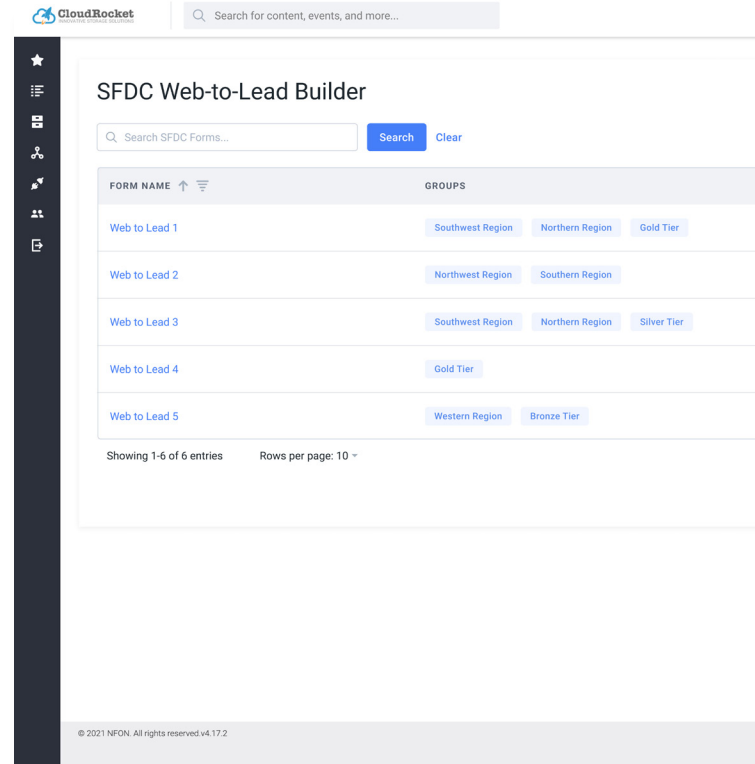 CloudRocket
INNOVATIVE STORAGE SOLUTIONS
Search for content, events, and more...
SFDC Web-to-Lead Builder
Search SFDC Forms...
Search
Clear
FORM NAME
GROUPS
Web to Lead 1
Southwest Region
Northern Region
Gold Tier
Web to Lead 2
Northwest Region
Southern Region
Web to Lead 3
Southwest Region
Northern Region
Silver Tier
Web to Lead 4
Gold Tier
Web to Lead 5
Western Region
Bronze Tier
Showing 1-6 of 6 entries
Rows per page: 10
© 2021 NFON. All rights reserved.v4.17.2